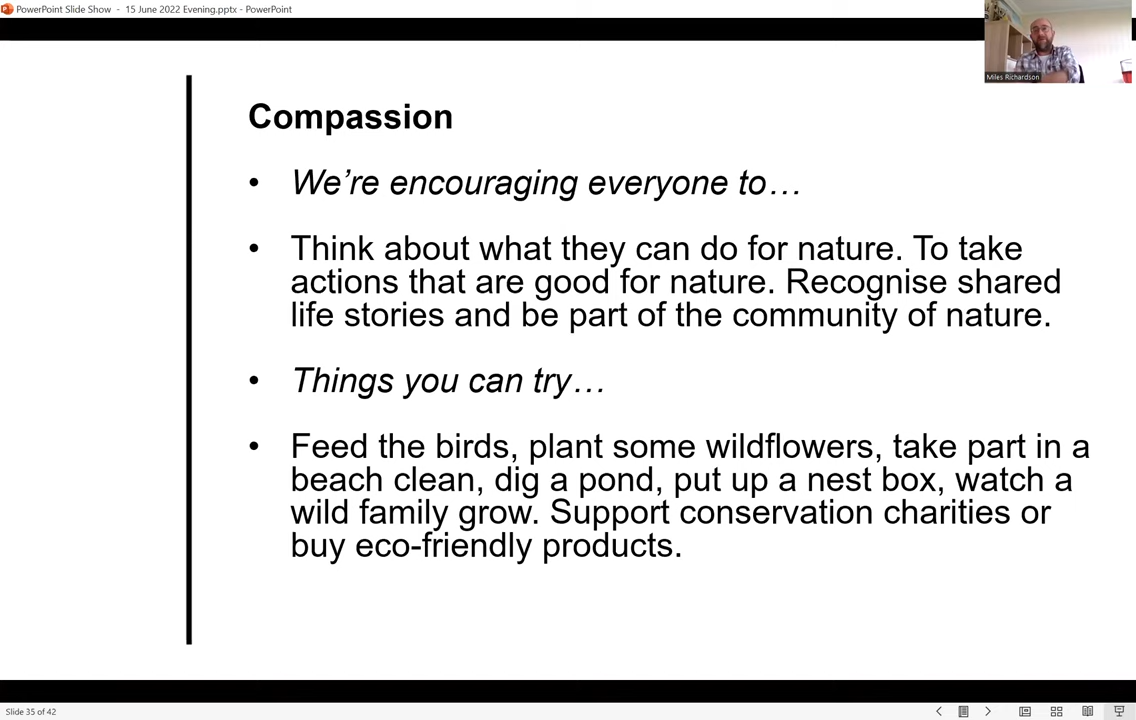 PowerPoint Slide Show - 15 June 2022 Evening.pptx - PowerPoint
Miles Richardson
Compassion
• We’re encouraging everyone to…
• Think about what they can do for nature. To take
actions that are good for nature. Recognise shared
life stories and be part of the community of nature.
• Things you can try…
• Feed the birds, plant some wildflowers, take part in a
beach clean, dig a pond, put up a nest box, watch a
wild family grow. Support conservation charities or
buy eco-friendly products.
Slide 35 of 42